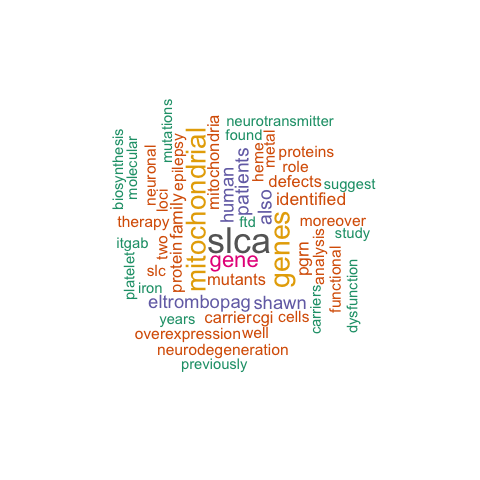 mutations
neurotransmitter
found
biosynthesis
molecular
neuronal
epilepsy
mitochondrial
mitochondria
patients
heme
metal
proteins
role
loci
human
defects
suggest
also
identified
therapy
family
ftd
genes
moreover
two
slca
study
itgab
protein
gene
pgrn
analysis
functional
platelet
slc
iron
mutants
dysfunction
eltrombopag
shawn
carriers
years
carrier
cgi
cells
overexpression
well
neurodegeneration
previously